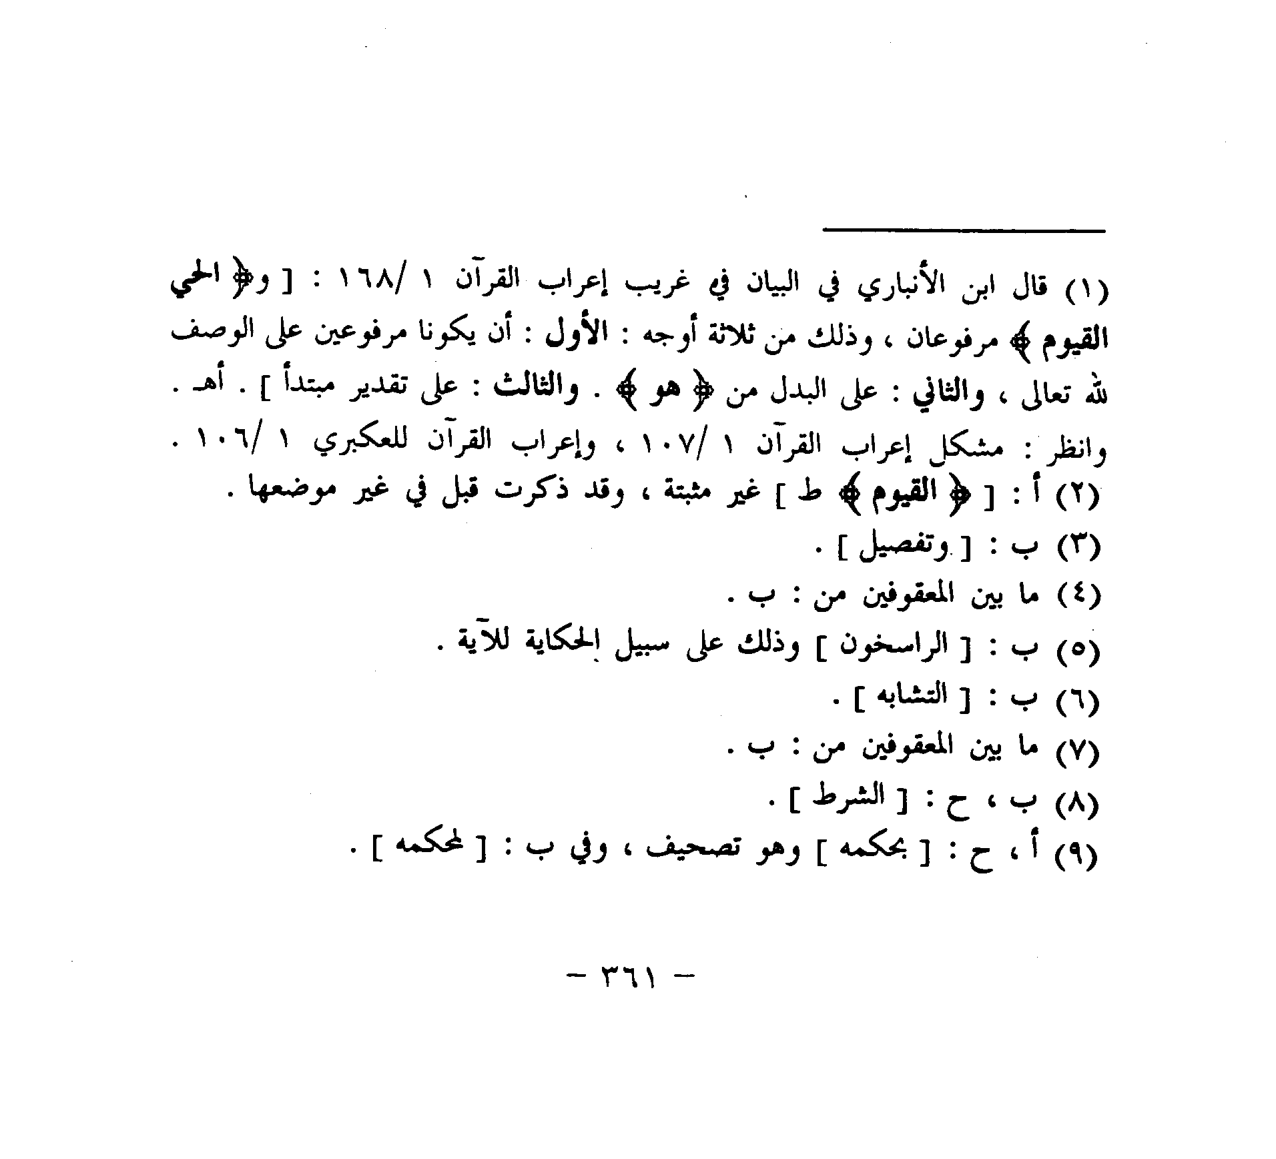 (١) قال ابن الأنباري في البيان في غريب إعراب القرآن ١ /١٦٨ : [ و﴿ الحي
القيوم ﴾ مرفوعان ، وذلك من ثلاثة أوجه : الأول : أن يكونا مرفوعين على الوصف
لله تعالى ، والثاني : على البدل من ﴿ هو ﴾ . والثالث : على تقدير مبتدأ ] . أهـ .
وانظر : مشكل إعراب القرآن ١ /١٠٧ ، وإعراب القرآن للعكبري ١ /١٠٦ .
(٢) أ : [ ﴿ القيوم ﴾ ط ] غير مثبتة ، وقد ذكرت قبل في غير موضعها .
(٣) ب : [ وتفصيل ] .
(٤) ما بين المعقوفين من : ب .
(٥) ب : [ الراسخون ] وذلك على سبيل الحكاية للآية .
(٦) ب : [ التشابه ] .
(٧) ما بين المعقوفين من : ب .
(٨) ب ، ح : [ الشرط ] .
(٩) أ ، ح : [ بحكمه ] وهو تصحيف ، وفي ب : [ لمحكمه ] .
– ٣٦١ –